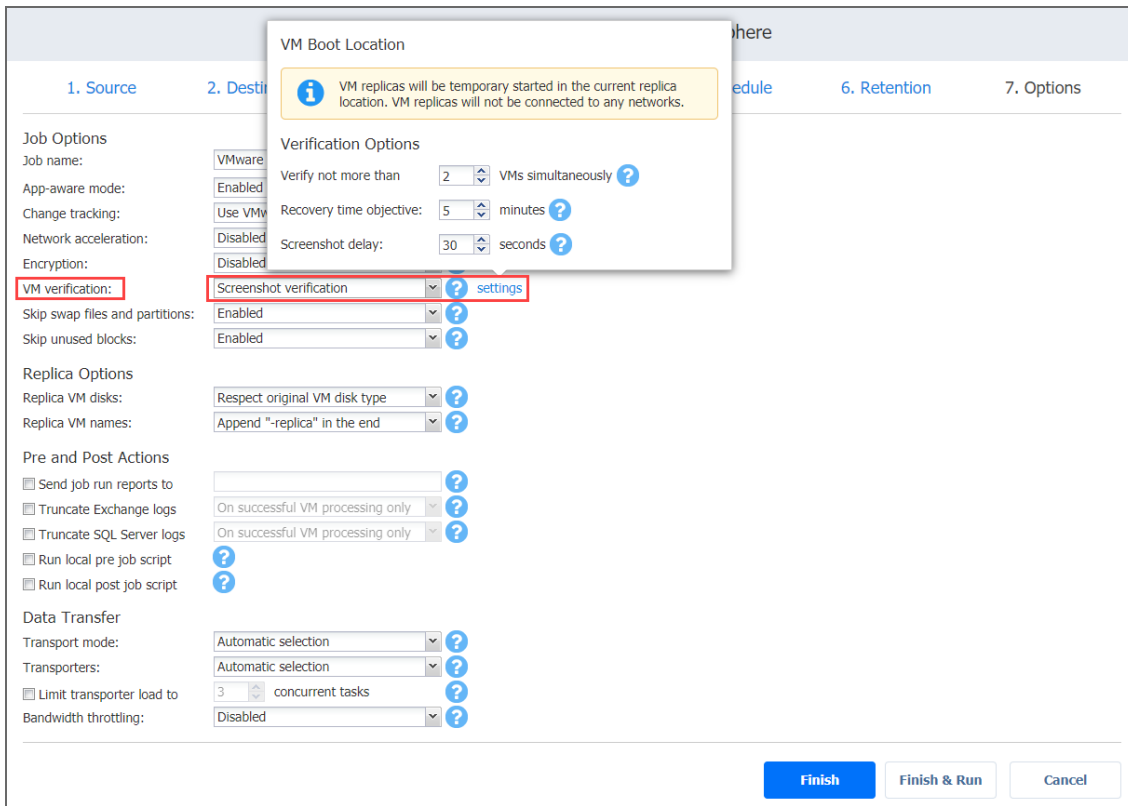 VM Boot Location
VM replicas will be temporary started in the current replica
location. VM replicas will not be connected to any networks.
Verification Options
Verify not more than 2 VMs simultaneously ?
Recovery time objective: 5 minutes ?
Screenshot delay: 30 seconds ?
1. Source 6. Retention 7. Options
Job Options
Job name: VMware
App-aware mode: Enabled
Change tracking: Use
Network acceleration: Disabled
Encryption: Disabled
VM verification: Screenshot verification ? settings
Skip swap files and partitions: Enabled ?
Skip unused blocks: Enabled ?
Replica Options
Replica VM disks: Respect original VM disk type ?
Replica VM names: Append "-replica" in the end ?
Pre and Post Actions
Send job run reports to ?
Truncate Exchange logs On successful VM processing only ?
Truncate SQL Server logs On successful VM processing only ?
Run local pre job script ?
Run local post job script ?
Data Transfer
Transport mode: Automatic selection ?
Transporters: Automatic selection ?
Limit transporter load to 3 concurrent tasks ?
Bandwidth throttling: Disabled ?
Finish Finish & Run Cancel